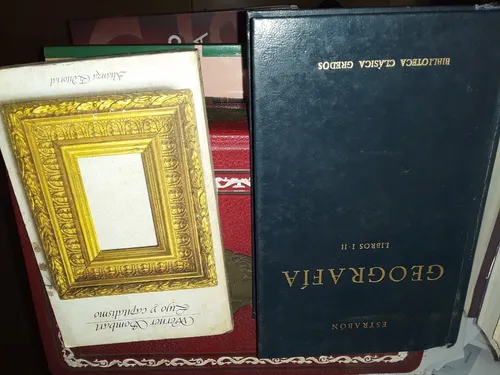 Werner Sombart
Lujo y capitalismo
Alianza Editorial
ESTRABÓN
GEOGRAFÍA
LIBROS I-II
BIBLIOTECA CLÁSICA GREDOS